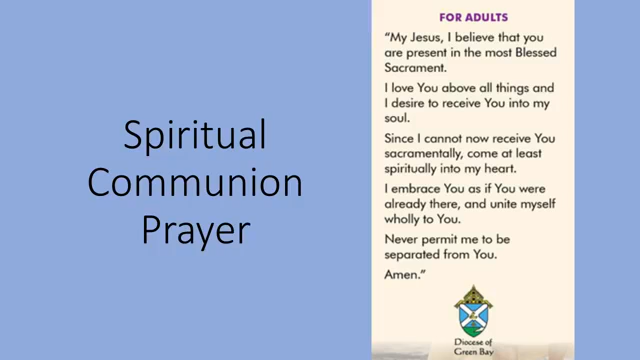 Spiritual
Communion
Prayer
FOR ADULTS
“My Jesus, I believe that you
are present in the most Blessed
Sacrament.
I love You above all things and
I desire to receive You into my
soul.
Since I cannot now receive You
sacramentally, come at least
spiritually into my heart.
I embrace You as if You were
already there, and unite myself
wholly to You.
Never permit me to be
separated from You.
Amen.”
Diocese of
Green Bay